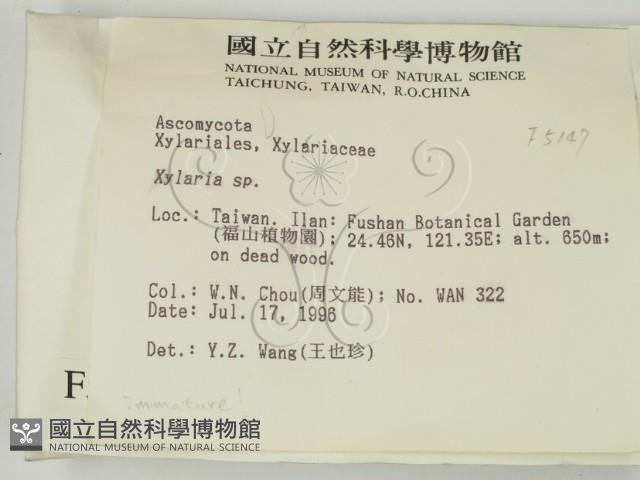 國立自然科學博物館
NATIONAL MUSEUM OF NATURAL SCIENCE
TAICHUNG, TAIWAN, R.O.CHINA
Ascomycota
F5147
Xylariales, Xylariaceae
Xylaria sp.
Loc.: Taiwan. Ilan: Fushan Botanical Garden
(福山植物園); 24.46N, 121.35E; alt. 650m;
on dead wood.
Col.: W.N. Chou(周文能); No. WAN 322
Date: Jul. 17, 1996
Det.: Y.Z. Wang(王也珍)
F
immature!
國立自然科學博物館
NATIONAL MUSEUM OF NATURAL SCIENCE